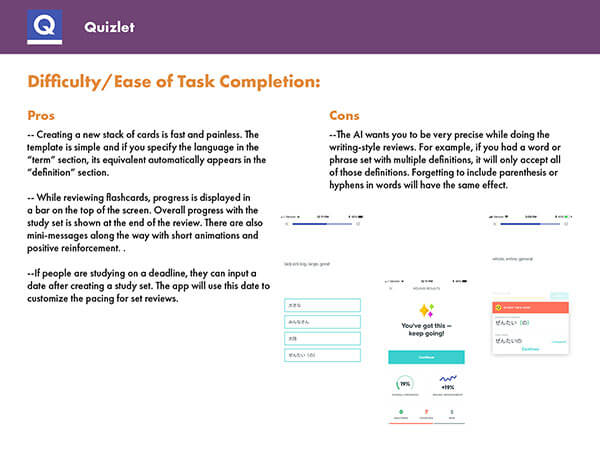 Q
Quizlet
Difficulty/Ease of Task Completion:
Pros
-- Creating a new stack of cards is fast and painless. The
template is simple and if you specify the language in the
“term” section, its equivalent automatically appears in the
“definition” section.
-- While reviewing flashcards, progress is displayed in
a bar on the top of the screen. Overall progress with the
study set is shown at the end of the review. There are also
mini-messages along the way with short animations and
positive reinforcement. .
--If people are studying on a deadline, they can input a
date after creating a study set. The app will use this date to
customize the pacing for set reviews.
Cons
--The AI wants you to be very precise while doing the
writing-style reviews. For example, if you had a word or
phrase set with multiple definitions, it will only accept all
of those definitions. Forgetting to include parenthesis or
hyphens in words will have the same effect.
大きな
みんなさん
大百
ぜんたい（の）
ROUND RESULTS
You've got this —
keep going!
Continue
19%
+19%
whole; entire; general
ぜんたい（の）
ぜんたいの
Continue